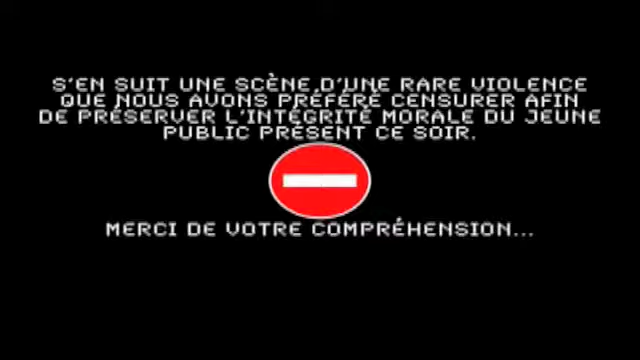 S'EN SUIT UNE SCÈNE D'UNE RARE VIOLENCE
QUE NOUS AVONS PRÉFÉRÉ CENSURER AFIN
DE PRÉSERVER L'INTÉGRITÉ MORALE DU JEUNE
PUBLIC PRÉSENT CE SOIR.
MERCI DE VOTRE COMPRÉHENSION...